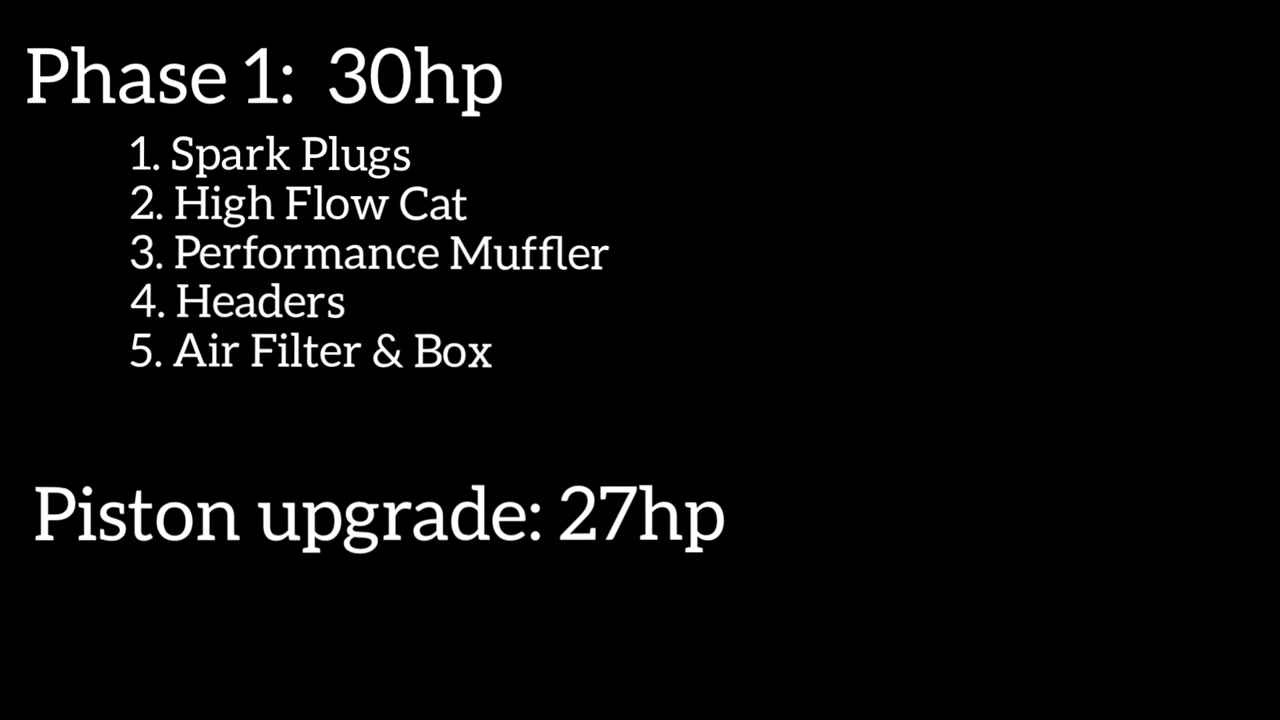 Phase 1: 30hp
1. Spark Plugs
2. High Flow Cat
3. Performance Muffler
4. Headers
5. Air Filter & Box
Piston upgrade: 27hp